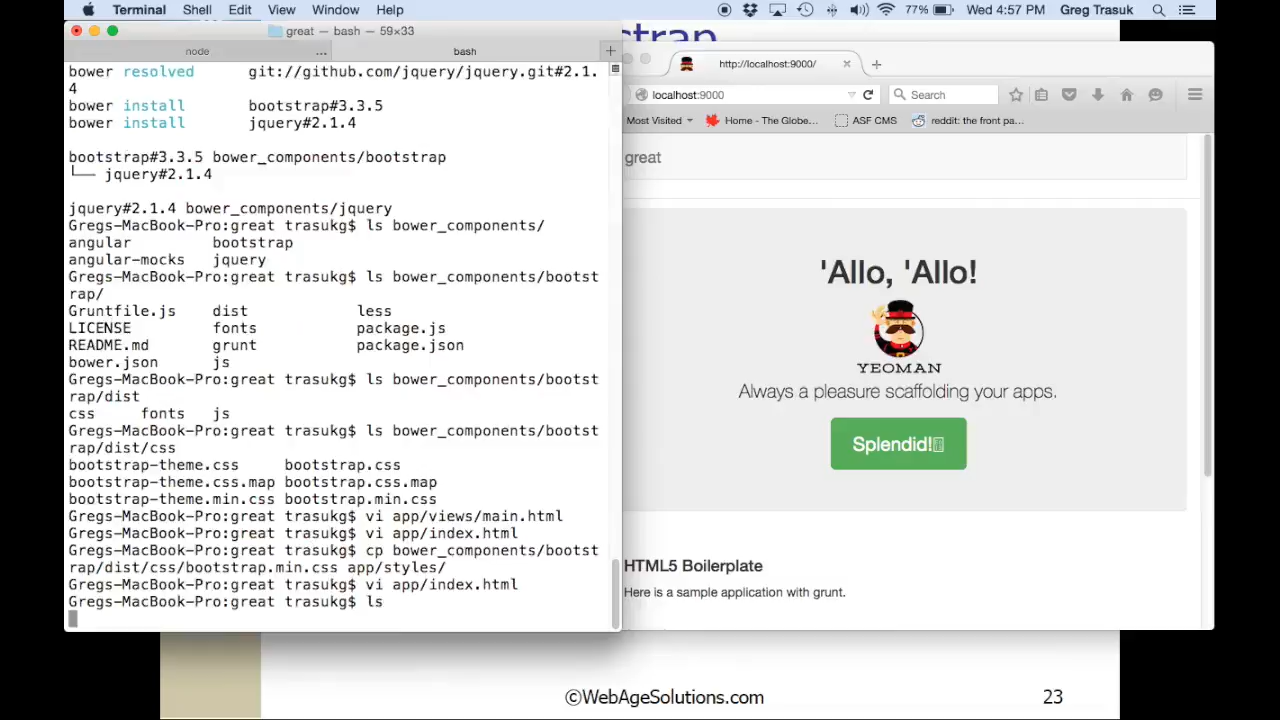 Terminal Shell Edit View Window Help 77% Wed 4:57 PM Greg Trasuk
great — bash — 59×33
node ... bash +
bower resolved git://github.com/jquery/jquery.git#2.1.
4
bower install bootstrap#3.3.5
bower install jquery#2.1.4
bootstrap#3.3.5 bower_components/bootstrap
└── jquery#2.1.4
jquery#2.1.4 bower_components/jquery
Gregs-MacBook-Pro:great trasukg$ ls bower_components/
angular bootstrap
angular-mocks jquery
Gregs-MacBook-Pro:great trasukg$ ls bower_components/bootst
rap/
Gruntfile.js dist less
LICENSE fonts package.js
README.md grunt package.json
bower.json js
Gregs-MacBook-Pro:great trasukg$ ls bower_components/bootst
rap/dist
css fonts js
Gregs-MacBook-Pro:great trasukg$ ls bower_components/bootst
rap/dist/css
bootstrap-theme.css bootstrap.css
bootstrap-theme.css.map bootstrap.css.map
bootstrap-theme.min.css bootstrap.min.css
Gregs-MacBook-Pro:great trasukg$ vi app/views/main.html
Gregs-MacBook-Pro:great trasukg$ vi app/index.html
Gregs-MacBook-Pro:great trasukg$ cp bower_components/bootst
rap/dist/css/bootstrap.min.css app/styles/
Gregs-MacBook-Pro:great trasukg$ vi app/index.html
Gregs-MacBook-Pro:great trasukg$ ls
http://localhost:9000/ × +
localhost:9000 Search
Most Visited Home - The Globe... ASF CMS reddit: the front pa...
great
'Allo, 'Allo!
YEOMAN
Always a pleasure scaffolding your apps.
Splendid!
HTML5 Boilerplate
Here is a sample application with grunt.
©WebAgeSolutions.com 23